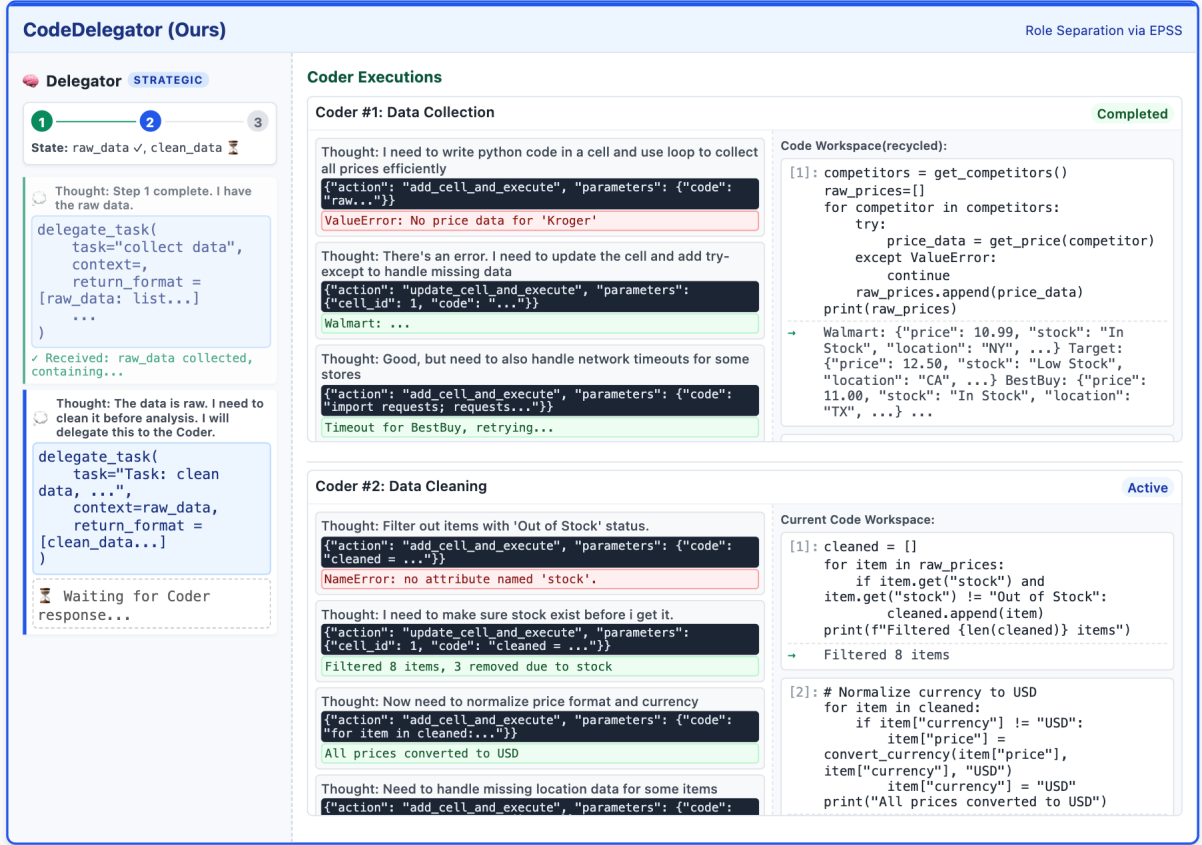 CodeDelegator (Ours)
Role Separation via EPSS
Delegator STRATEGIC
1 2 3
State: raw_data ✓, clean_data ⏳
Thought: Step 1 complete. I have
the raw data.
delegate_task(
    task="collect data",
    context=,
    return_format =
[raw_data: list...]
    ...
)
✓ Received: raw_data collected,
containing...
Thought: The data is raw. I need to
clean it before analysis. I will
delegate this to the Coder.
delegate_task(
    task="Task: clean
data, ...",
    context=raw_data,
    return_format =
[clean_data...]
)
⏳ Waiting for Coder
response...
Coder Executions
Coder #1: Data Collection
Completed
Thought: I need to write python code in a cell and use loop to collect
all prices efficiently
{"action": "add_cell_and_execute", "parameters": {"code":
"raw..."}}
ValueError: No price data for 'Kroger'
Thought: There's an error. I need to update the cell and add try-
except to handle missing data
{"action": "update_cell_and_execute", "parameters":
{"cell_id": 1, "code": "..."}}
Walmart: ...
Thought: Good, but need to also handle network timeouts for some
stores
{"action": "add_cell_and_execute", "parameters": {"code":
"import requests; requests..."}}
Timeout for BestBuy, retrying...
Code Workspace(recycled):
[1]: competitors = get_competitors()
raw_prices=[]
for competitor in competitors:
    try:
        price_data = get_price(competitor)
    except ValueError:
        continue
    raw_prices.append(price_data)
print(raw_prices)
→ Walmart: {"price": 10.99, "stock": "In
Stock", "location": "NY", ...} Target:
{"price": 12.50, "stock": "Low Stock",
"location": "CA", ...} BestBuy: {"price":
11.00, "stock": "In Stock", "location":
"TX", ...} ...
Coder #2: Data Cleaning
Active
Thought: Filter out items with 'Out of Stock' status.
{"action": "add_cell_and_execute", "parameters": {"code":
"cleaned = ..."}}
NameError: no attribute named 'stock'.
Thought: I need to make sure stock exist before i get it.
{"action": "update_cell_and_execute", "parameters":
{"cell_id": 1, "code": "cleaned = ..."}}
Filtered 8 items, 3 removed due to stock
Thought: Now need to normalize price format and currency
{"action": "add_cell_and_execute", "parameters": {"code":
"for item in cleaned:..."}}
All prices converted to USD
Thought: Need to handle missing location data for some items
{"action": "add_cell_and_execute", "parameters": {"code":
Current Code Workspace:
[1]: cleaned = []
for item in raw_prices:
    if item.get("stock") and
item.get("stock") != "Out of Stock":
        cleaned.append(item)
print(f"Filtered {len(cleaned)} items")
→ Filtered 8 items
[2]: # Normalize currency to USD
for item in cleaned:
    if item["currency"] != "USD":
        item["price"] =
convert_currency(item["price"],
item["currency"], "USD")
        item["currency"] = "USD"
print("All prices converted to USD")